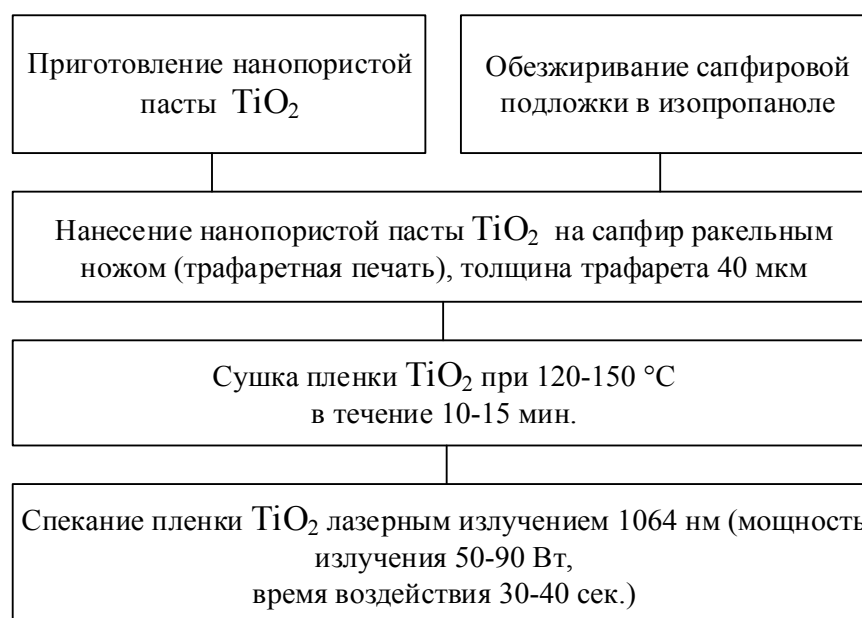 Приготовление нанопористой
пасты TiO2
Обезжиривание сапфировой
подложки в изопропаноле
Нанесение нанопористой пасты TiO2 на сапфир ракельным
ножом (трафаретная печать), толщина трафарета 40 мкм
Сушка пленки TiO2 при 120-150 °C
в течение 10-15 мин.
Спекание пленки TiO2 лазерным излучением 1064 нм (мощность
излучения 50-90 Вт,
время воздействия 30-40 сек.)